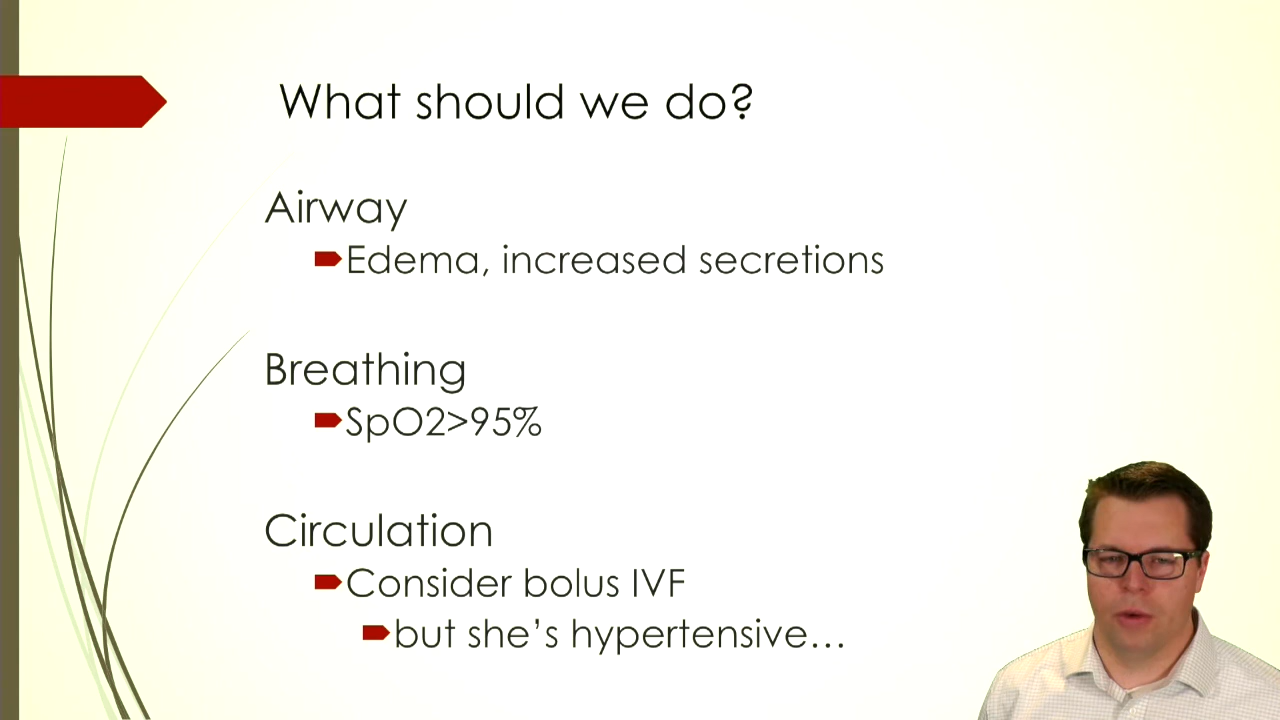 What should we do?
Airway
Edema, increased secretions
Breathing
SpO2>95%
Circulation
Consider bolus IVF
but she’s hypertensive…